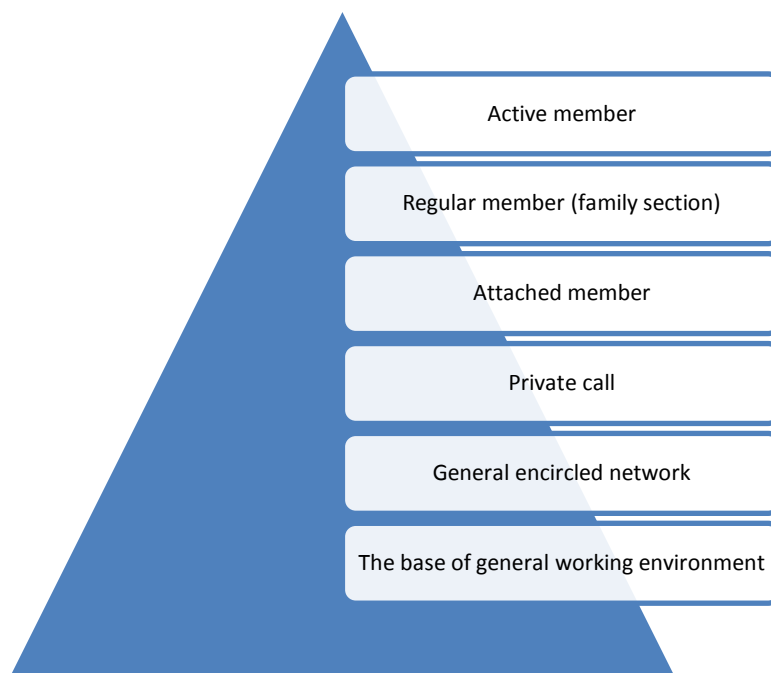 Active member
Regular member (family section)
Attached member
Private call
General encircled network
The base of general working environment